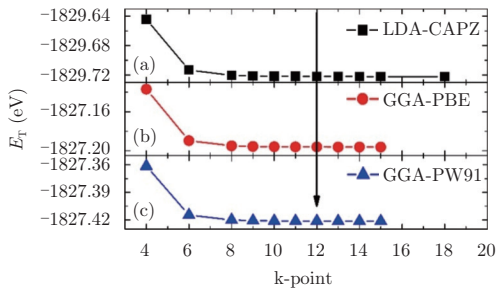 −1829.64
LDA-CAPZ
−1829.68
(a)
−1829.72
GGA-PBE
−1827.16
(b)
−1827.20
−1827.36
GGA-PW91
−1827.39
(c)
−1827.42
E_T (eV)
4 6 8 10 12 14 16 18 20
k-point